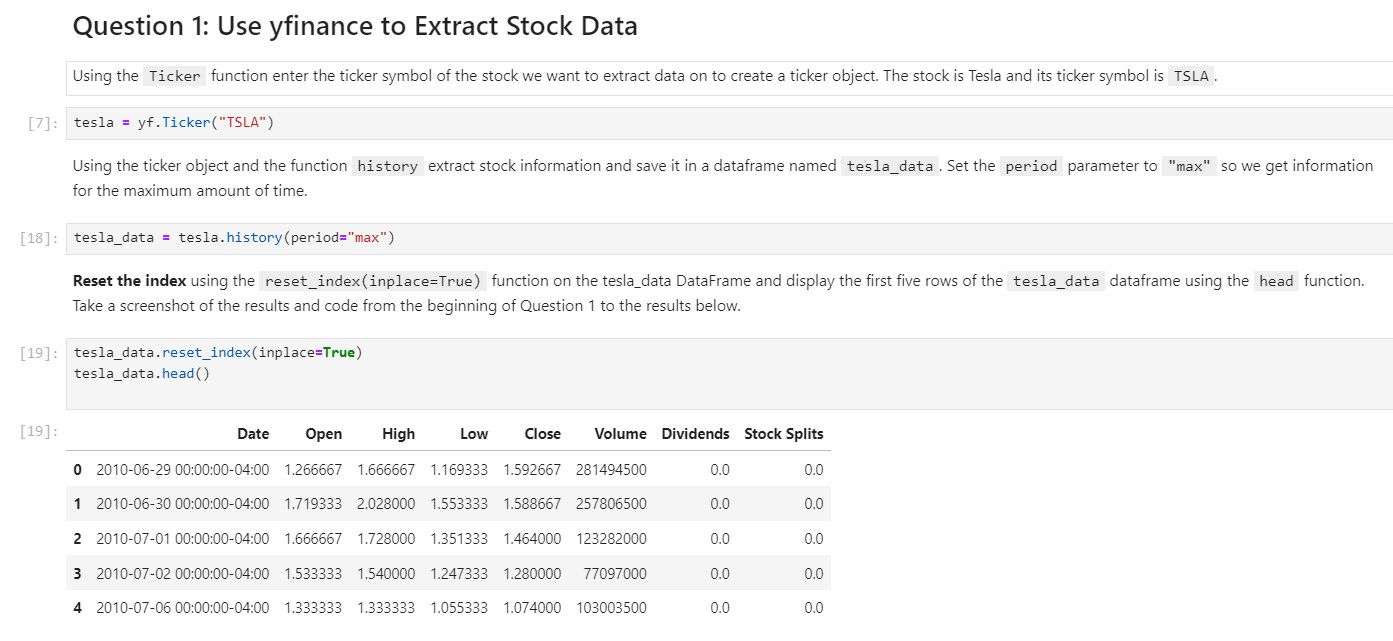 Question 1: Use yfinance to Extract Stock Data
Using the Ticker function enter the ticker symbol of the stock we want to extract data on to create a ticker object. The stock is Tesla and its ticker symbol is TSLA .
[7]: tesla = yf.Ticker("TSLA")
Using the ticker object and the function history extract stock information and save it in a dataframe named tesla_data . Set the period parameter to "max" so we get information
for the maximum amount of time.
[18]: tesla_data = tesla.history(period="max")
Reset the index using the reset_index(inplace=True) function on the tesla_data DataFrame and display the first five rows of the tesla_data dataframe using the head function.
Take a screenshot of the results and code from the beginning of Question 1 to the results below.
[19]: tesla_data.reset_index(inplace=True)
tesla_data.head()
[19]: Date Open High Low Close Volume Dividends Stock Splits
0 2010-06-29 00:00:00-04:00 1.266667 1.666667 1.169333 1.592667 281494500 0.0 0.0
1 2010-06-30 00:00:00-04:00 1.719333 2.028000 1.553333 1.588667 257806500 0.0 0.0
2 2010-07-01 00:00:00-04:00 1.666667 1.728000 1.351333 1.464000 123282000 0.0 0.0
3 2010-07-02 00:00:00-04:00 1.533333 1.540000 1.247333 1.280000 77097000 0.0 0.0
4 2010-07-06 00:00:00-04:00 1.333333 1.333333 1.055333 1.074000 103003500 0.0 0.0